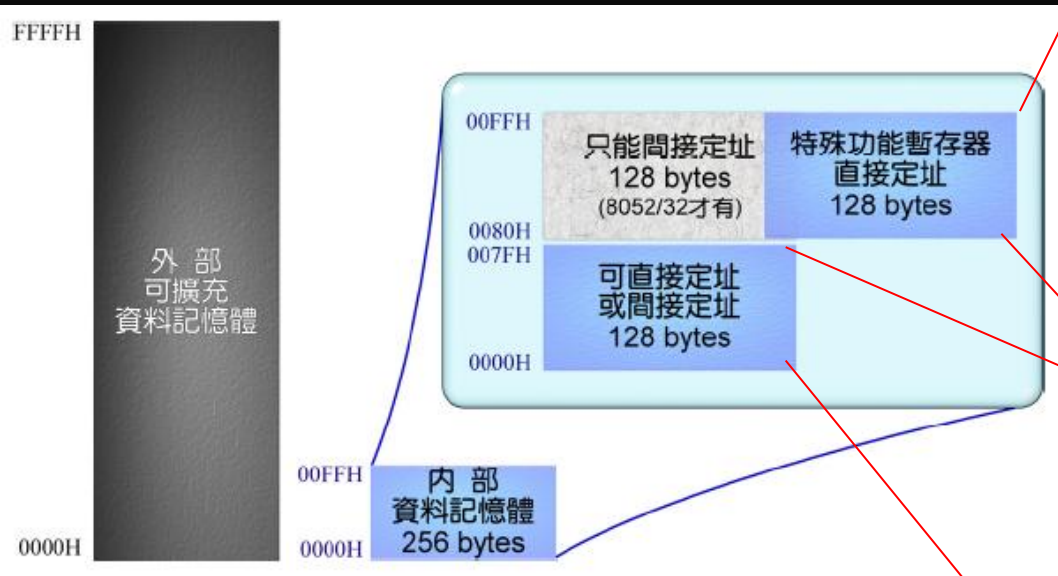 FFFFH
外 部
可擴充
資料記憶體
0000H
00FFH
只能間接定址
128 bytes
(8052/32才有)
特殊功能暫存器
直接定址
128 bytes
0080H
007FH
可直接定址
或間接定址
128 bytes
0000H
00FFH
內 部
資料記憶體
256 bytes
0000H